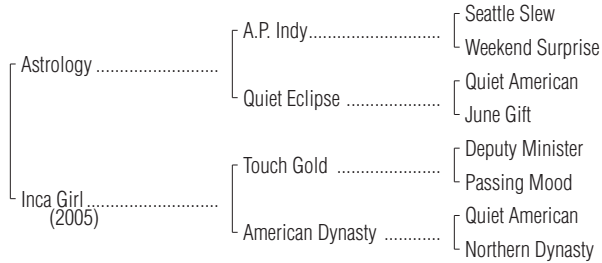 Seattle Slew
A.P. Indy..............................
Weekend Surprise
Astrology ............................
Quiet American
Quiet Eclipse .....................
June Gift
Deputy Minister
Touch Gold .......................
Passing Mood
Inca Girl..............................
(2005)
Quiet American
American Dynasty ............
Northern Dynasty